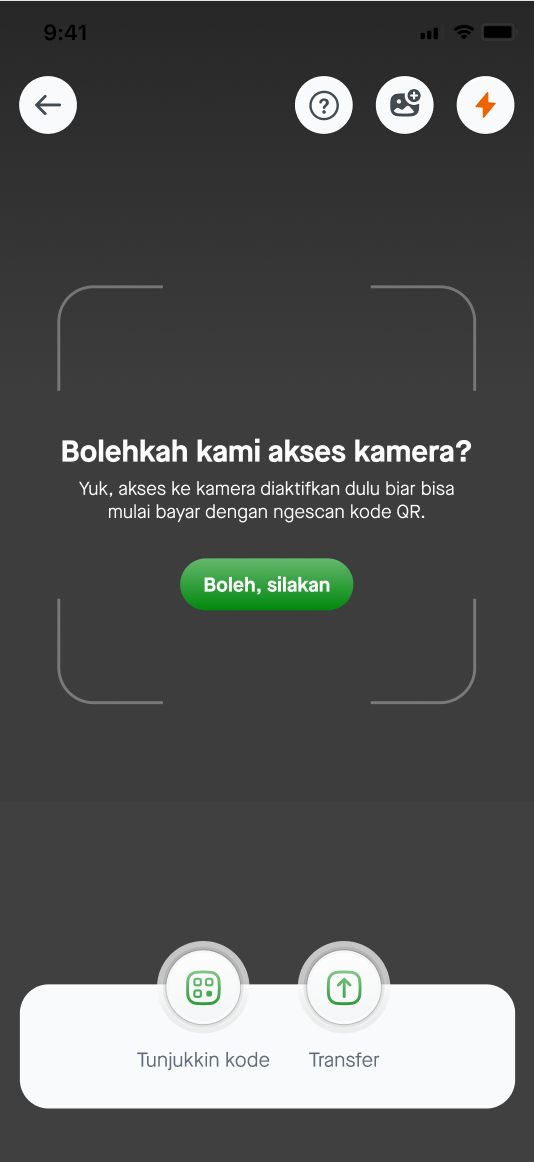 9:41
Bolehkah kami akses kamera?
Yuk, akses ke kamera diaktifkan dulu biar bisa
mulai bayar dengan ngescan kode QR.
Boleh, silakan
Tunjukkin kode
Transfer